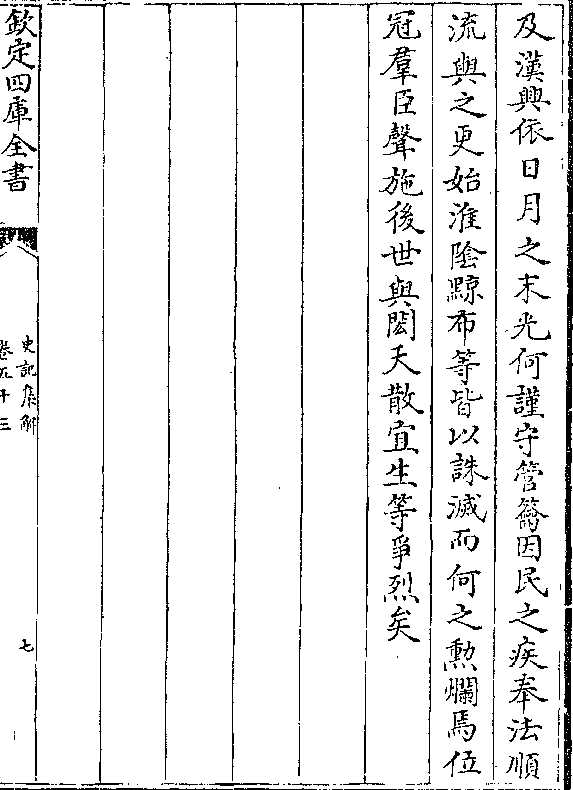 及漢興依日月之末光何謹守管籥因民之疾奉法順
流與之更始淮陰黥布等皆以誅滅而何之勲爛焉位
冠羣臣聲施後世與閎夭散宜生等爭烈矣
欽定四庫全書
史記集解
卷五十三
七